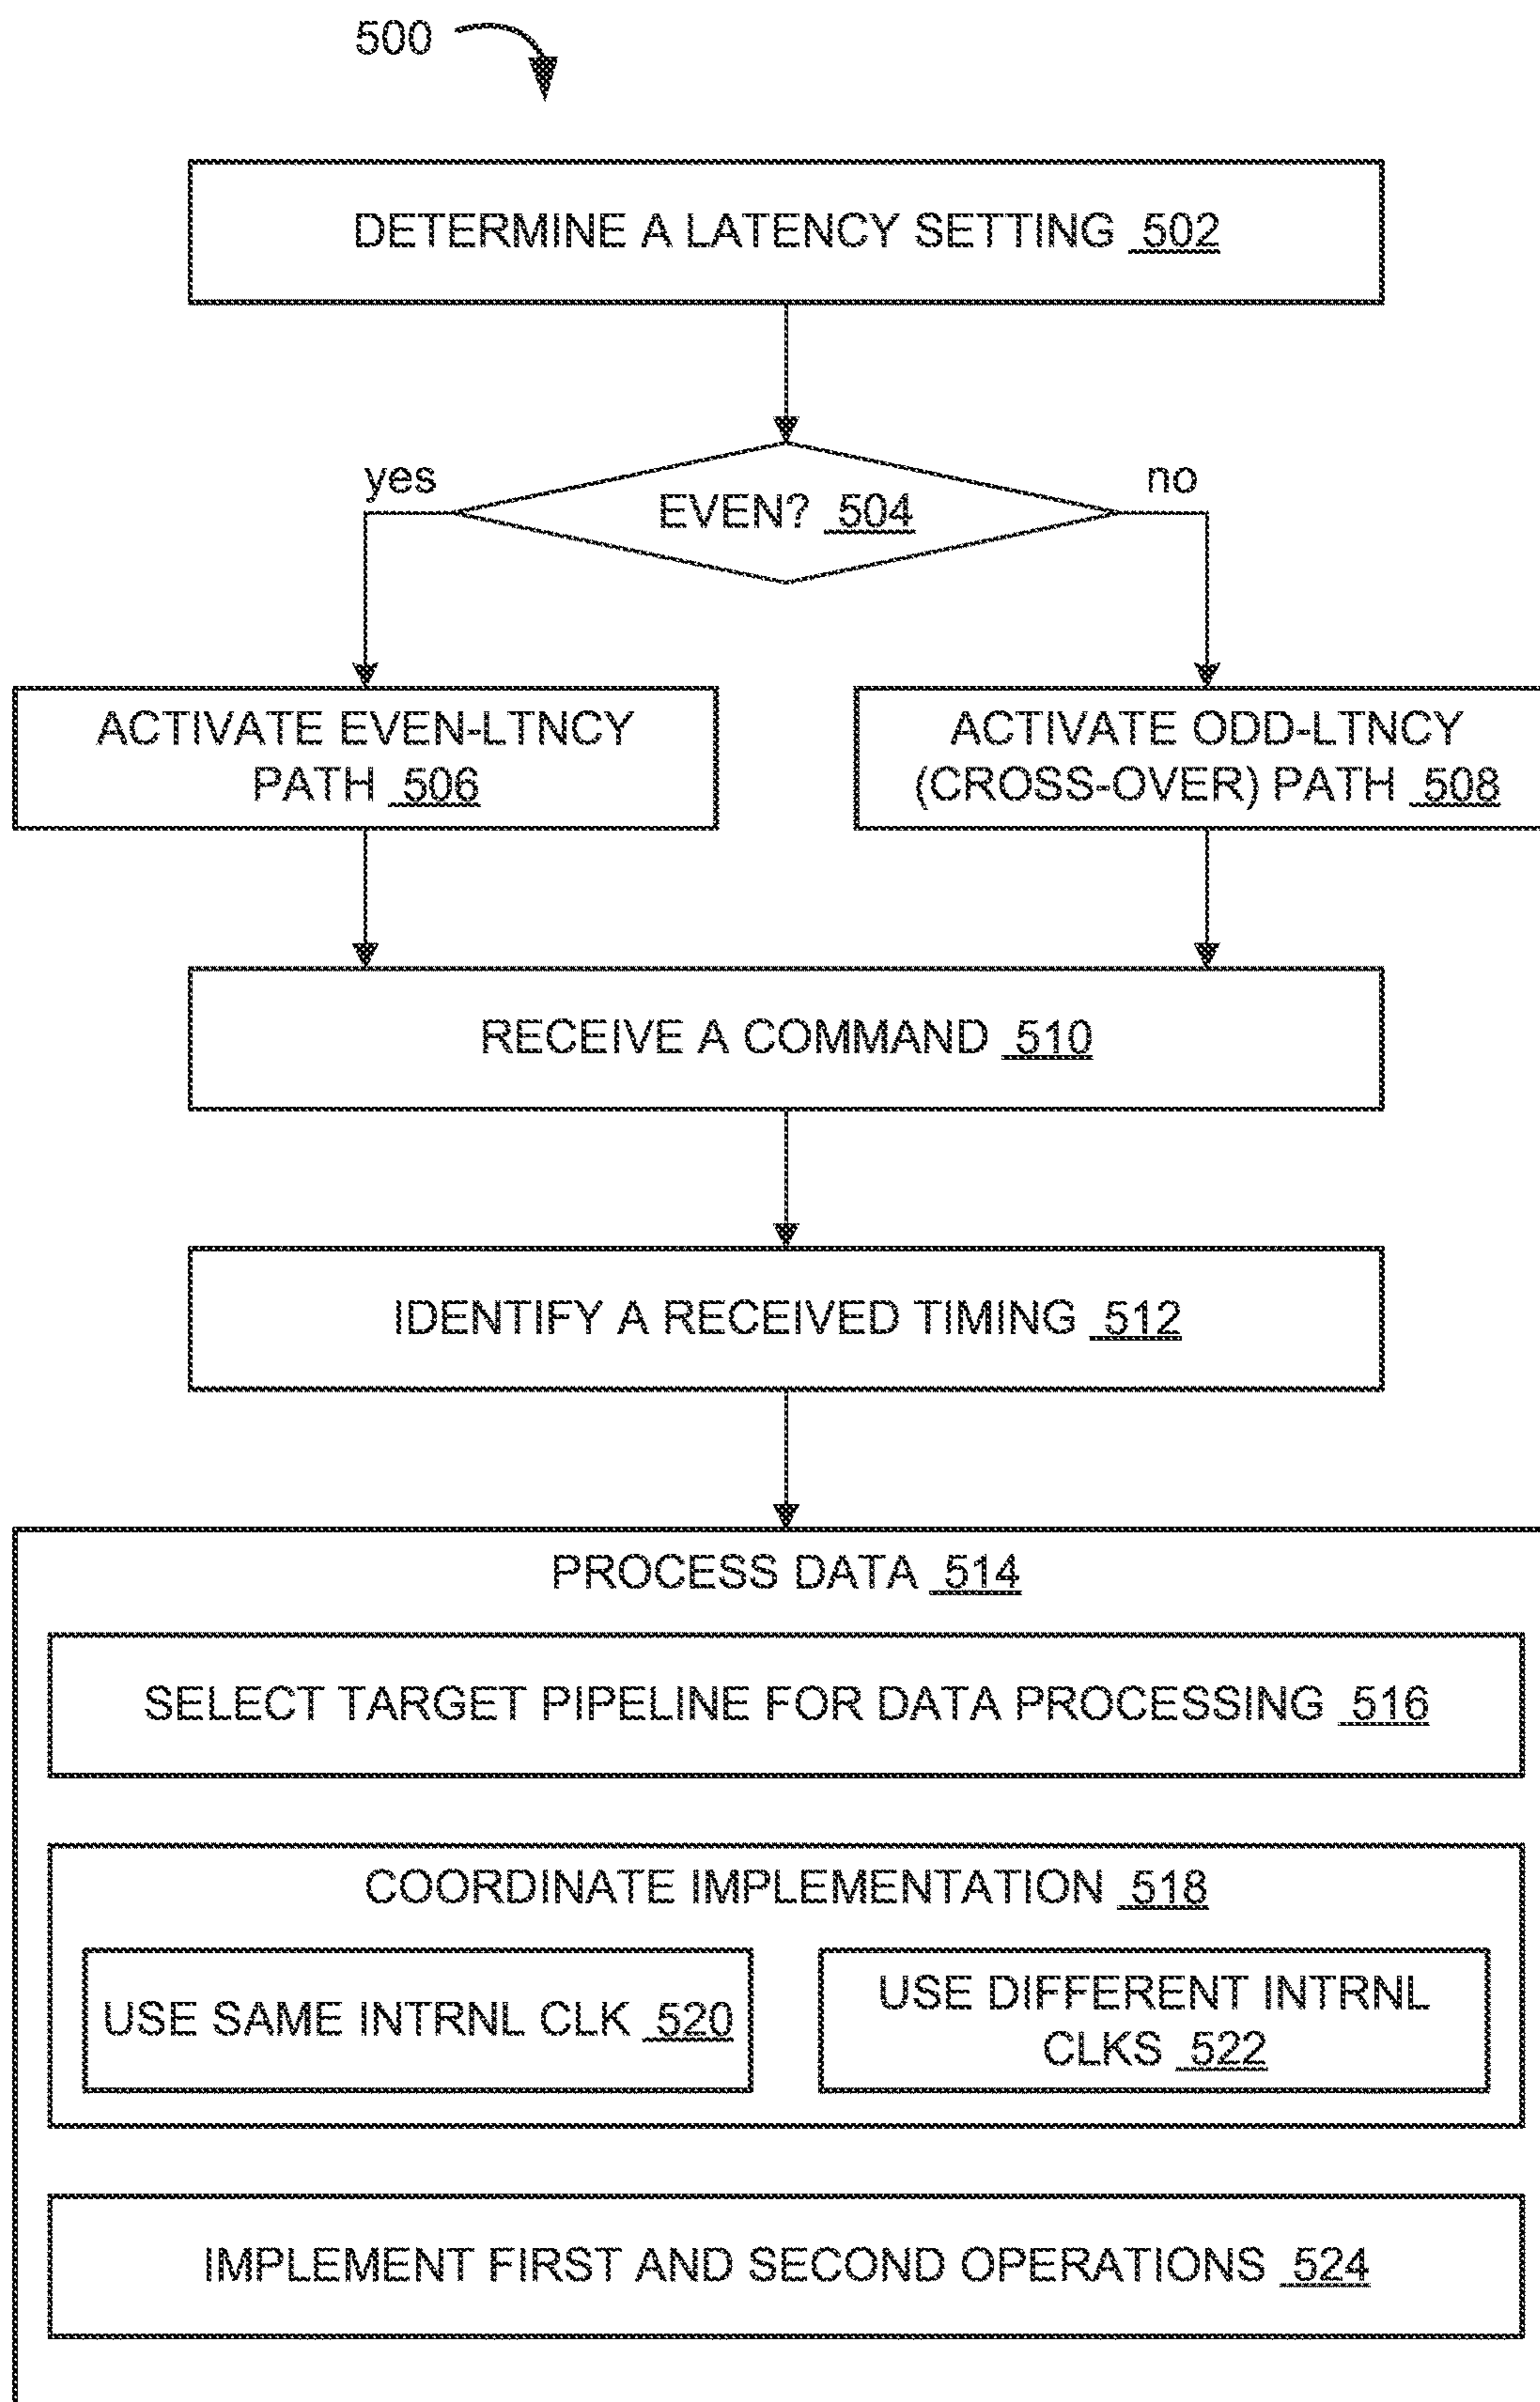 500
DETERMINE A LATENCY SETTING 502
yes
no
EVEN? 504
ACTIVATE EVEN-LTNCY
PATH 506
ACTIVATE ODD-LTNCY
(CROSS-OVER) PATH 508
RECEIVE A COMMAND 510
IDENTIFY A RECEIVED TIMING 512
PROCESS DATA 514
SELECT TARGET PIPELINE FOR DATA PROCESSING 516
COORDINATE IMPLEMENTATION 518
USE SAME INTRNL CLK 520
USE DIFFERENT INTRNL
CLKS 522
IMPLEMENT FIRST AND SECOND OPERATIONS 524